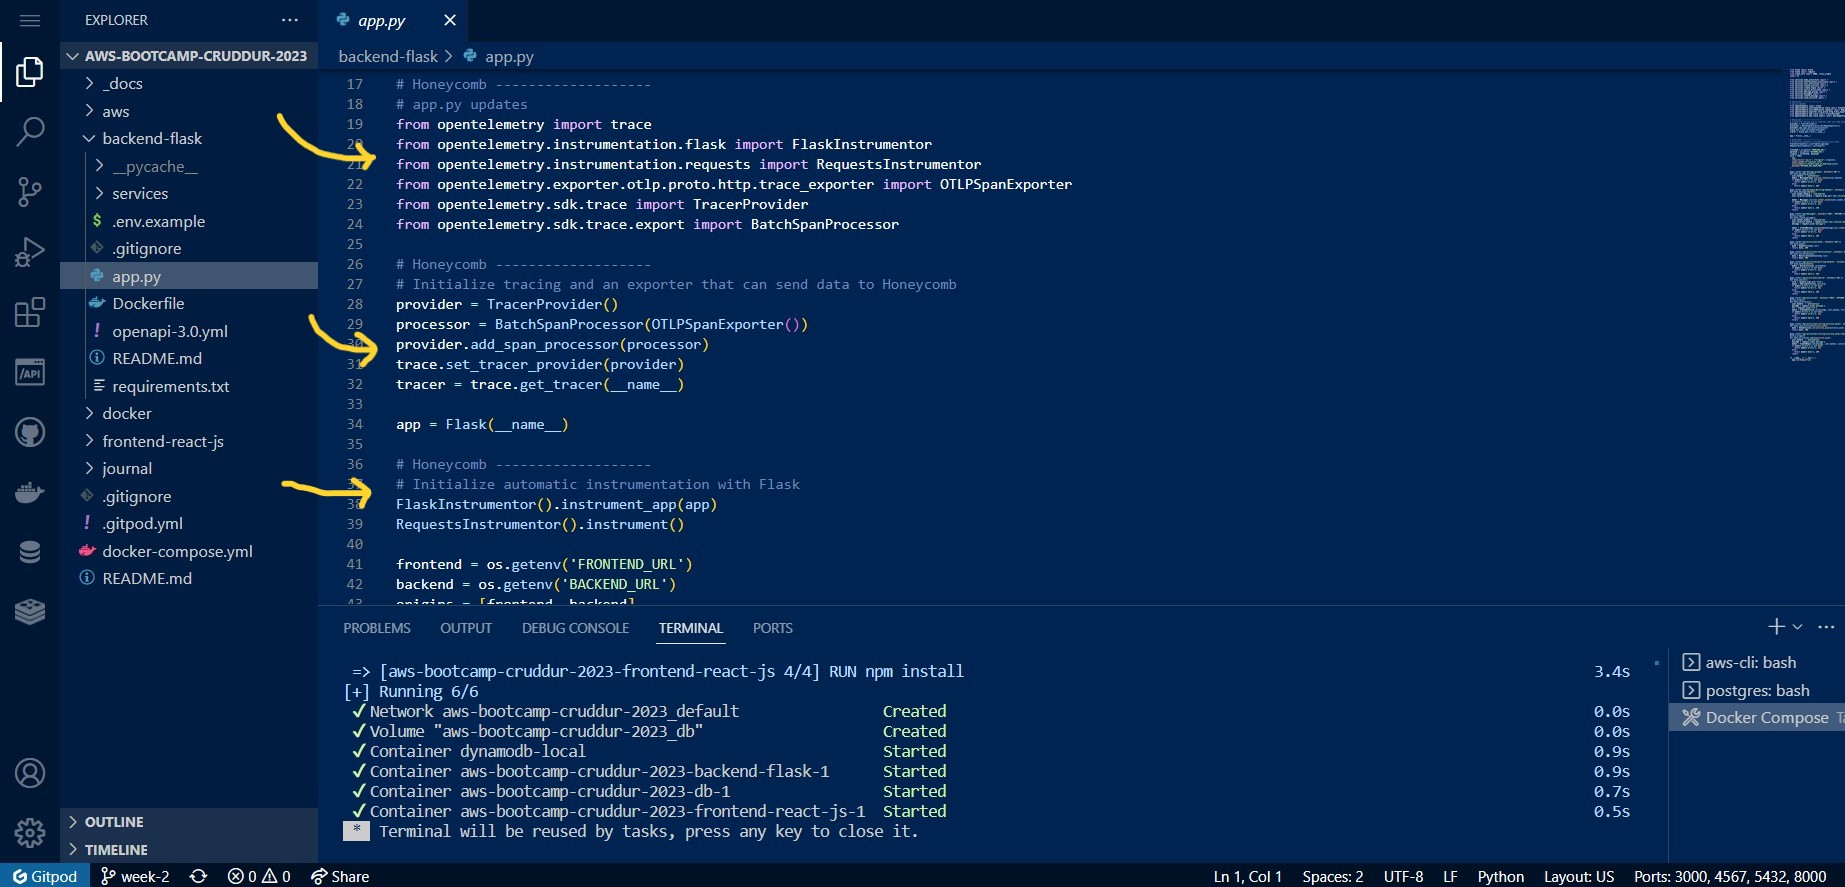 EXPLORER
AWS-BOOTCAMP-CRUDDUR-2023
_docs
aws
backend-flask
__pycache__
services
.env.example
.gitignore
app.py
Dockerfile
openapi-3.0.yml
README.md
requirements.txt
docker
frontend-react-js
journal
.gitignore
.gitpod.yml
docker-compose.yml
README.md
OUTLINE
TIMELINE
app.py
backend-flask > app.py
17 # Honeycomb -------------------
18 # app.py updates
19 from opentelemetry import trace
20 from opentelemetry.instrumentation.flask import FlaskInstrumentor
21 from opentelemetry.instrumentation.requests import RequestsInstrumentor
22 from opentelemetry.exporter.otlp.proto.http.trace_exporter import OTLPSpanExporter
23 from opentelemetry.sdk.trace import TracerProvider
24 from opentelemetry.sdk.trace.export import BatchSpanProcessor
25
26 # Honeycomb -------------------
27 # Initialize tracing and an exporter that can send data to Honeycomb
28 provider = TracerProvider()
29 processor = BatchSpanProcessor(OTLPSpanExporter())
30 provider.add_span_processor(processor)
31 trace.set_tracer_provider(provider)
32 tracer = trace.get_tracer(__name__)
33
34 app = Flask(__name__)
35
36 # Honeycomb -------------------
37 # Initialize automatic instrumentation with Flask
38 FlaskInstrumentor().instrument_app(app)
39 RequestsInstrumentor().instrument()
40
41 frontend = os.getenv('FRONTEND_URL')
42 backend = os.getenv('BACKEND_URL')
43 origins = [frontend, backend]
PROBLEMS OUTPUT DEBUG CONSOLE TERMINAL PORTS
=> [aws-bootcamp-cruddur-2023-frontend-react-js 4/4] RUN npm install 3.4s
[+] Running 6/6
✓Network aws-bootcamp-cruddur-2023_default Created 0.0s
✓Volume "aws-bootcamp-cruddur-2023_db" Created 0.0s
✓Container dynamodb-local Started 0.9s
✓Container aws-bootcamp-cruddur-2023-backend-flask-1 Started 0.9s
✓Container aws-bootcamp-cruddur-2023-db-1 Started 0.7s
✓Container aws-bootcamp-cruddur-2023-frontend-react-js-1 Started 0.5s
* Terminal will be reused by tasks, press any key to close it.
aws-cli: bash
postgres: bash
Docker Compose
Gitpod week-2 0 0 Share Ln 1, Col 1 Spaces: 2 UTF-8 LF Python Layout: US Ports: 3000, 4567, 5432, 8000